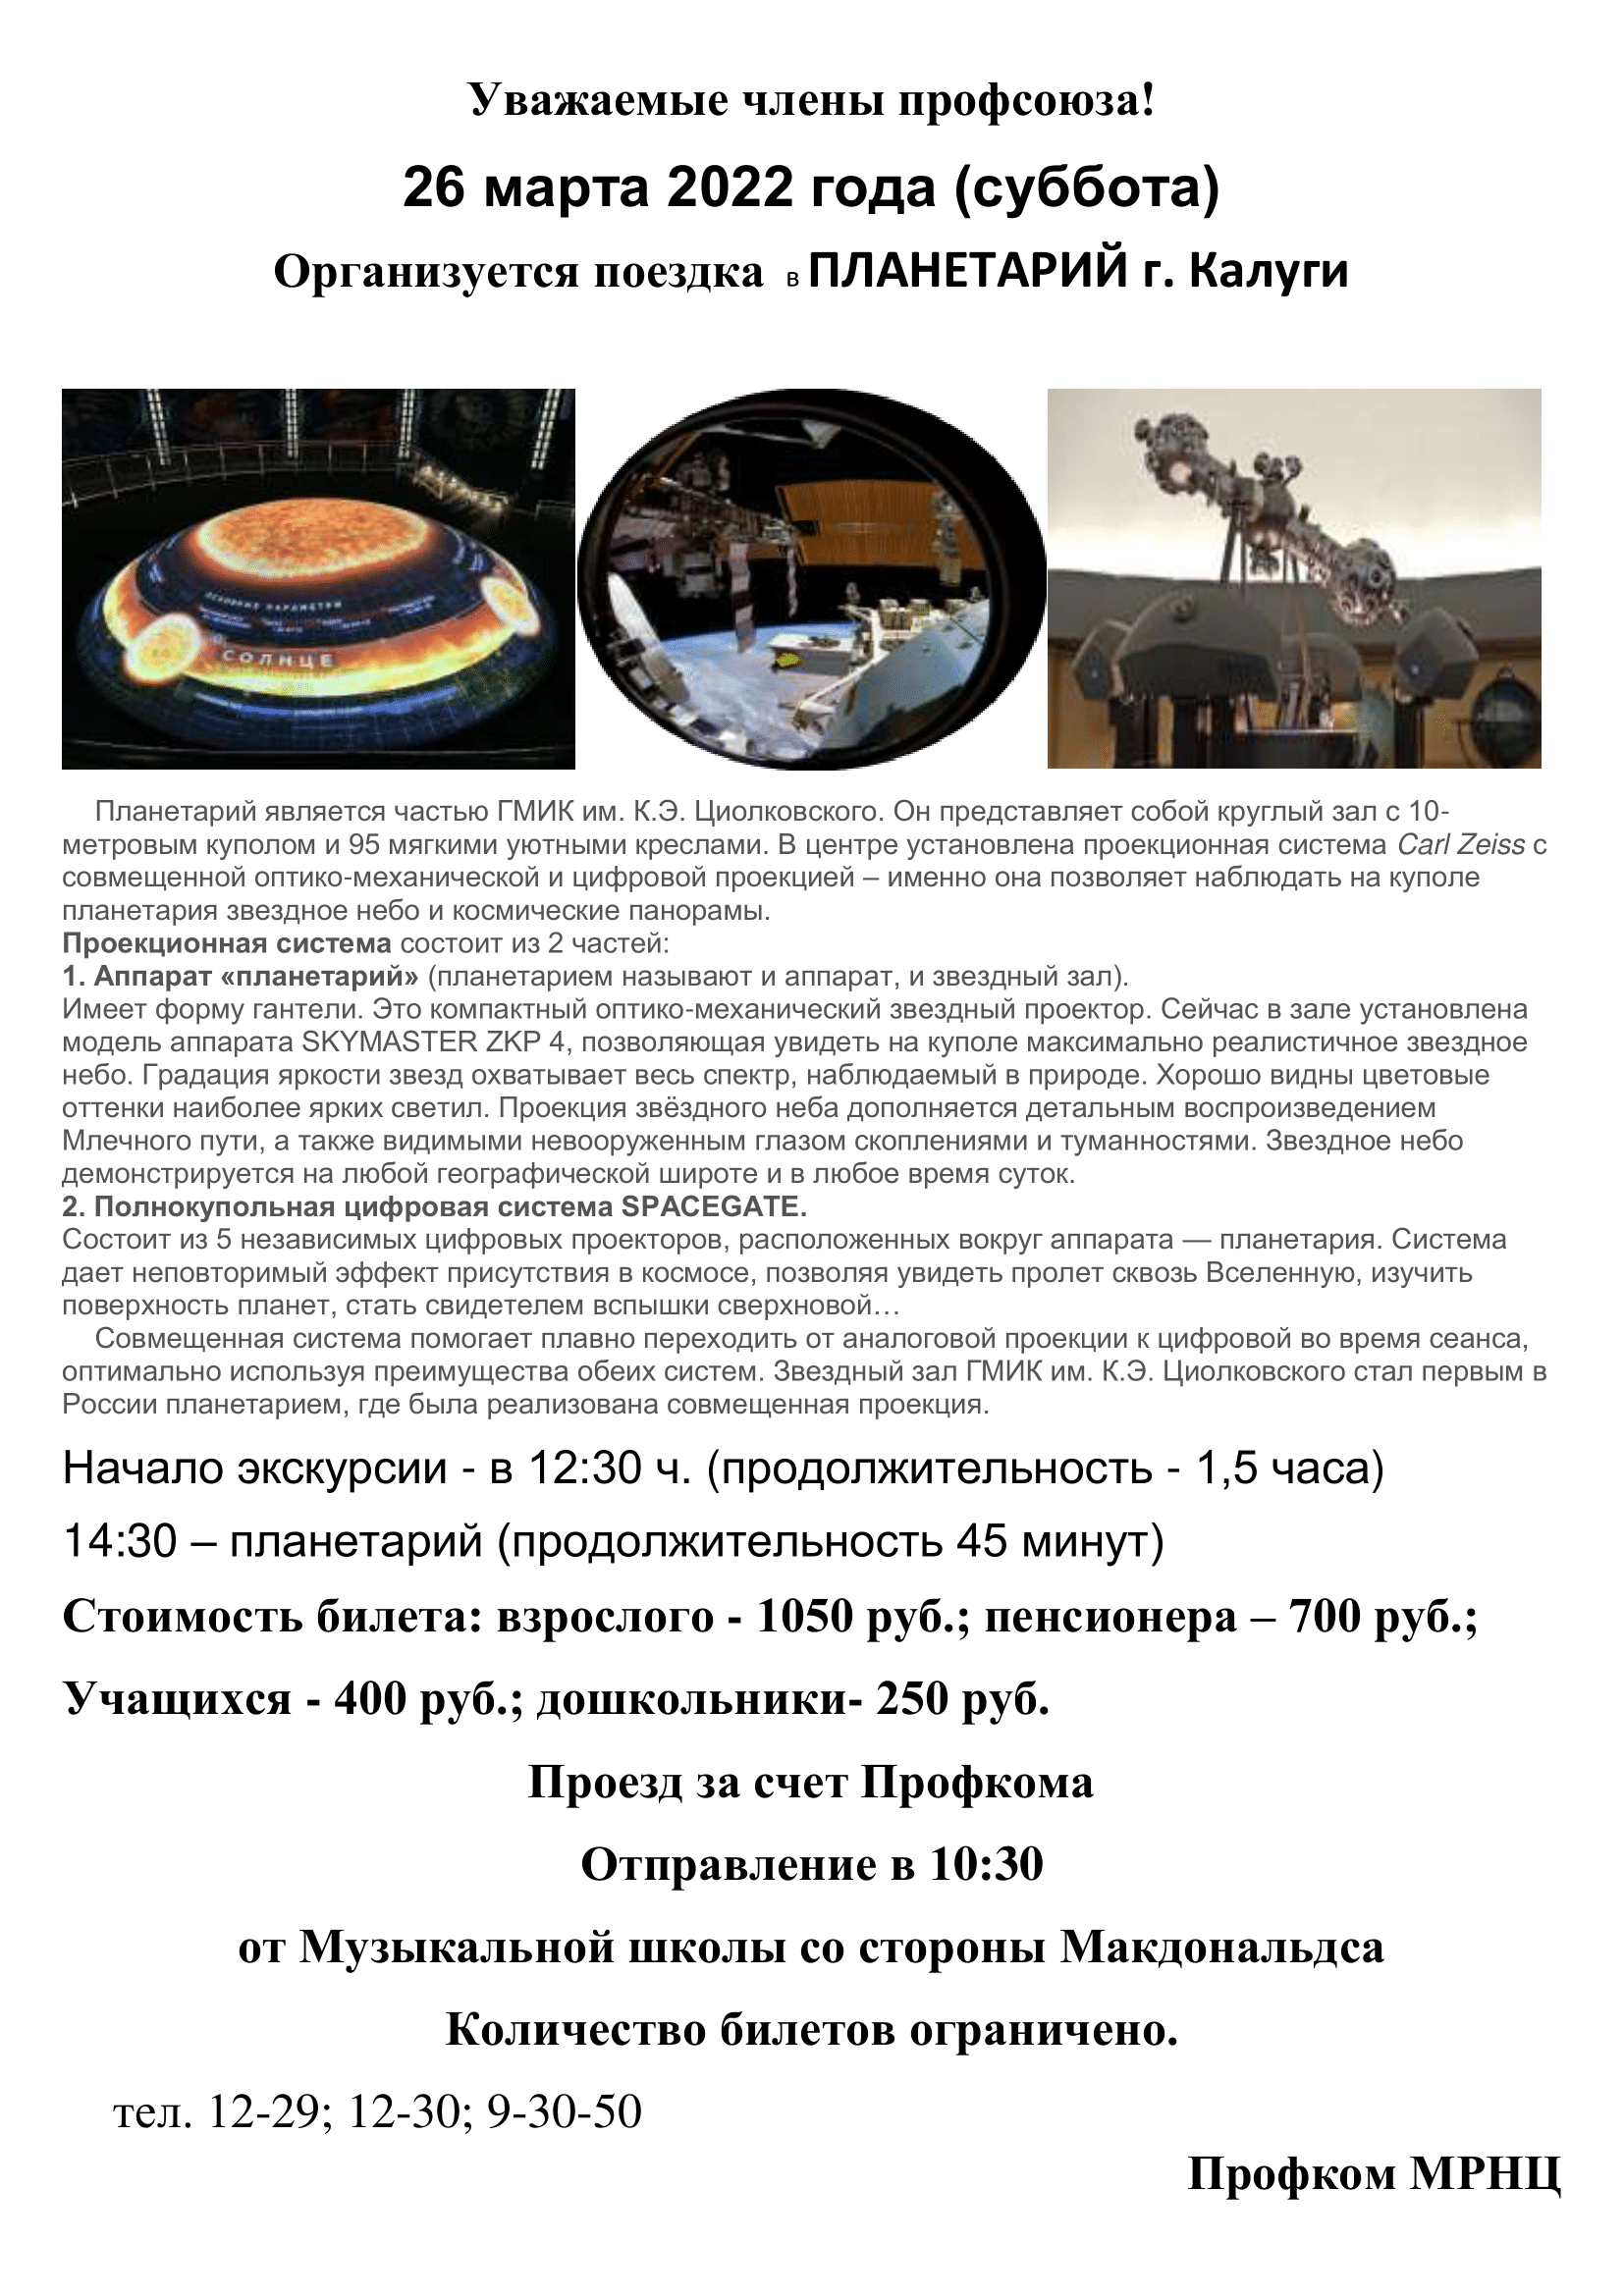 Уважаемые члены профсоюза!
26 марта 2022 года (суббота)
Организуется поездка в ПЛАНЕТАРИЙ г. Калуги
ОСНОВНЫЕ ПАРАМЕТРЫ
СОЛНЦЕ
Планетарий является частью ГМИК им. К.Э. Циолковского. Он представляет собой круглый зал с 10-
метровым куполом и 95 мягкими уютными креслами. В центре установлена проекционная система Carl Zeiss с
совмещенной оптико-механической и цифровой проекцией – именно она позволяет наблюдать на куполе
планетария звездное небо и космические панорамы.
Проекционная система состоит из 2 частей:
1. Аппарат «планетарий» (планетарием называют и аппарат, и звездный зал).
Имеет форму гантели. Это компактный оптико-механический звездный проектор. Сейчас в зале установлена
модель аппарата SKYMASTER ZKP 4, позволяющая увидеть на куполе максимально реалистичное звездное
небо. Градация яркости звезд охватывает весь спектр, наблюдаемый в природе. Хорошо видны цветовые
оттенки наиболее ярких светил. Проекция звёздного неба дополняется детальным воспроизведением
Млечного пути, а также видимыми невооруженным глазом скоплениями и туманностями. Звездное небо
демонстрируется на любой географической широте и в любое время суток.
2. Полнокупольная цифровая система SPACEGATE.
Состоит из 5 независимых цифровых проекторов, расположенных вокруг аппарата — планетария. Система
дает неповторимый эффект присутствия в космосе, позволяя увидеть пролет сквозь Вселенную, изучить
поверхность планет, стать свидетелем вспышки сверхновой…
Совмещенная система помогает плавно переходить от аналоговой проекции к цифровой во время сеанса,
оптимально используя преимущества обеих систем. Звездный зал ГМИК им. К.Э. Циолковского стал первым в
России планетарием, где была реализована совмещенная проекция.
Начало экскурсии - в 12:30 ч. (продолжительность - 1,5 часа)
14:30 – планетарий (продолжительность 45 минут)
Стоимость билета: взрослого - 1050 руб.; пенсионера – 700 руб.;
Учащихся - 400 руб.; дошкольники- 250 руб.
Проезд за счет Профкома
Отправление в 10:30
от Музыкальной школы со стороны Макдональдса
Количество билетов ограничено.
тел. 12-29; 12-30; 9-30-50
Профком МРНЦ